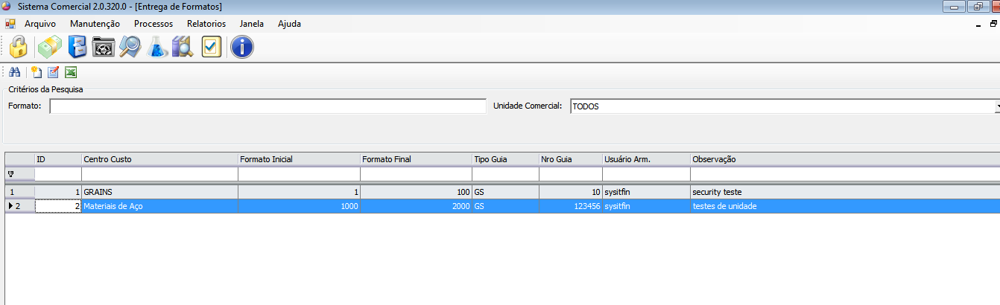 Sistema Comercial 2.0.320.0 - [Entrega de Formatos]
Arquivo Manutenção Processos Relatorios Janela Ajuda
Critérios da Pesquisa
Formato: Unidade Comercial: TODOS
ID Centro Custo Formato Inicial Formato Final Tipo Guia Nro Guia Usuário Arm. Observação
1 1 GRAINS 1 100 GS 10 sysitfin security teste
2 2 Materiais de Aço 1000 2000 GS 123456 sysitfin testes de unidade